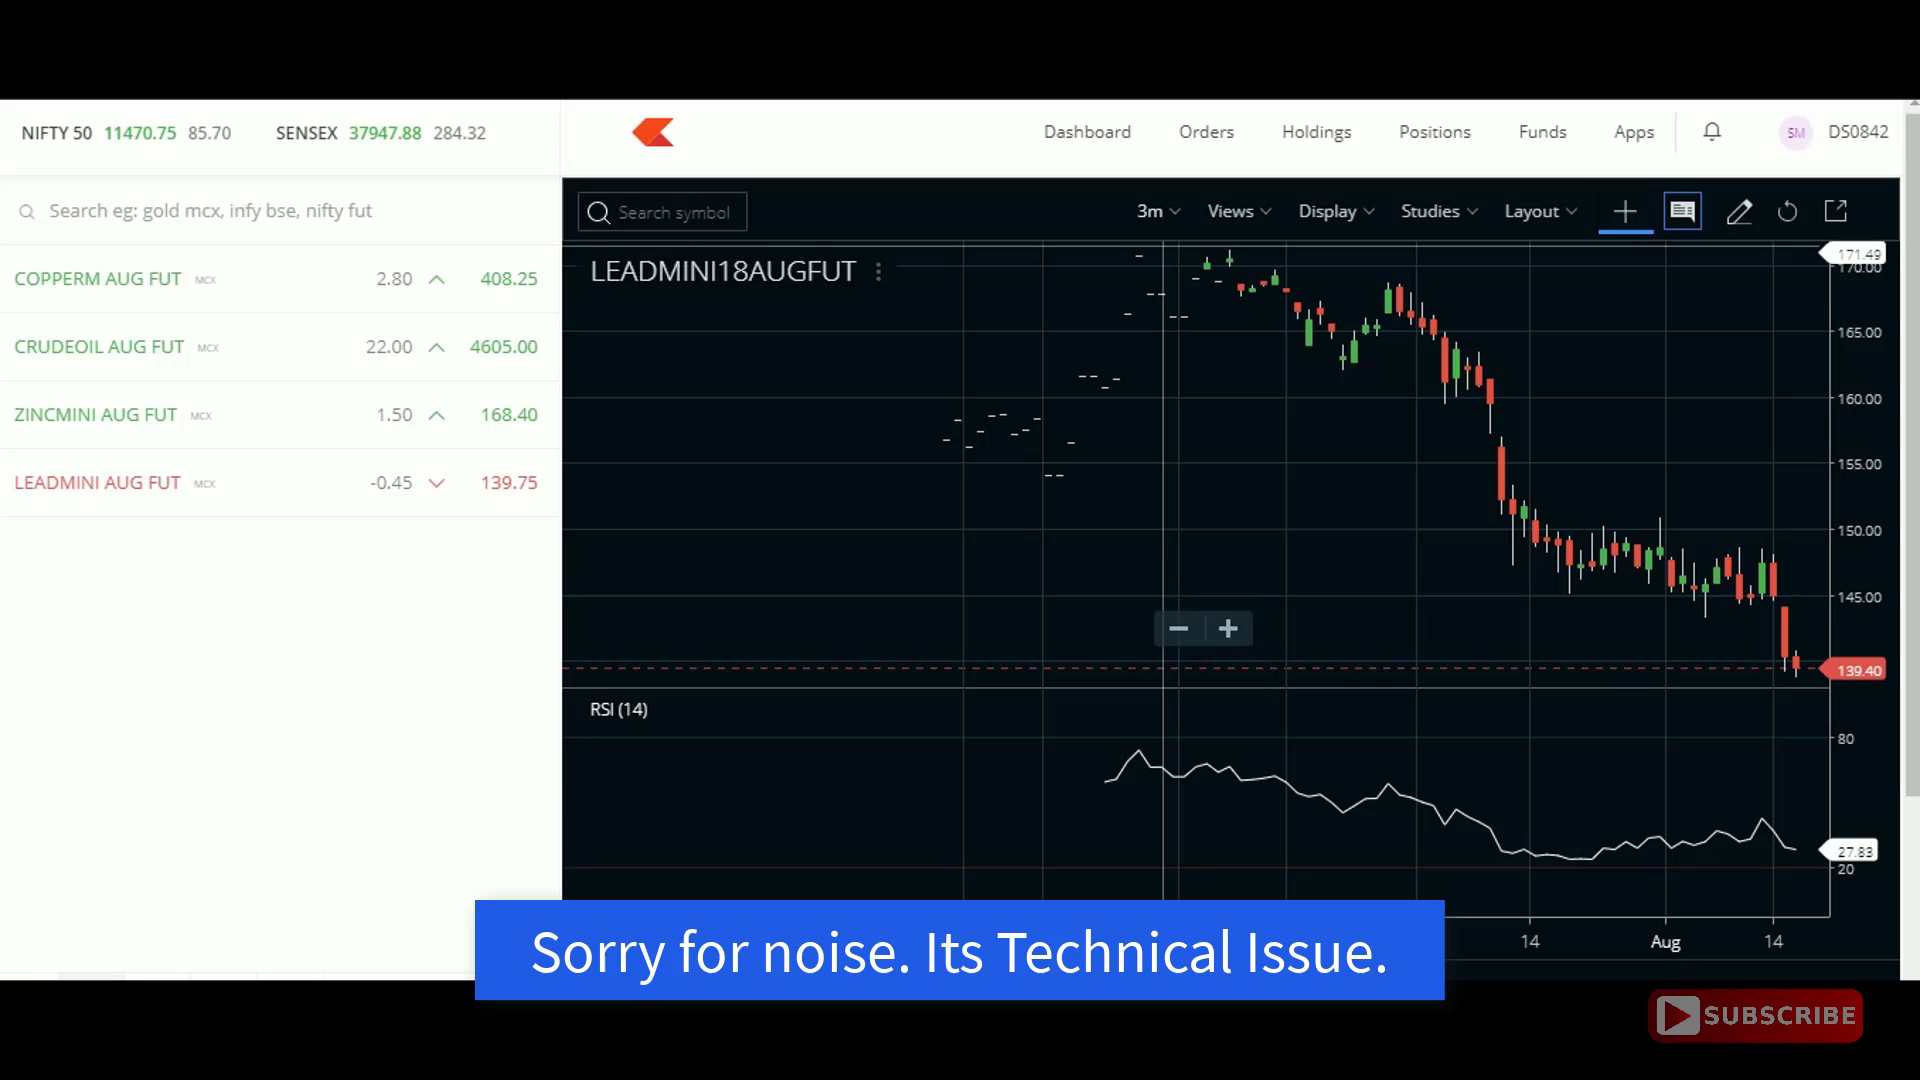 NIFTY 50 11470.75 85.70 SENSEX 37947.88 284.32
Dashboard Orders Holdings Positions Funds Apps SM DS0842
Search eg: gold mcx, infy bse, nifty fut
COPPERM AUG FUT MCX 2.80 408.25
CRUDEOIL AUG FUT MCX 22.00 4605.00
ZINCMINI AUG FUT MCX 1.50 168.40
LEADMINI AUG FUT MCX -0.45 139.75
Search symbol 3m Views Display Studies Layout
LEADMINI18AUGFUT
171.49
170.00
165.00
160.00
155.00
150.00
145.00
139.40
RSI (14)
80
27.83
20
14 Aug 14
Sorry for noise. Its Technical Issue.
SUBSCRIBE